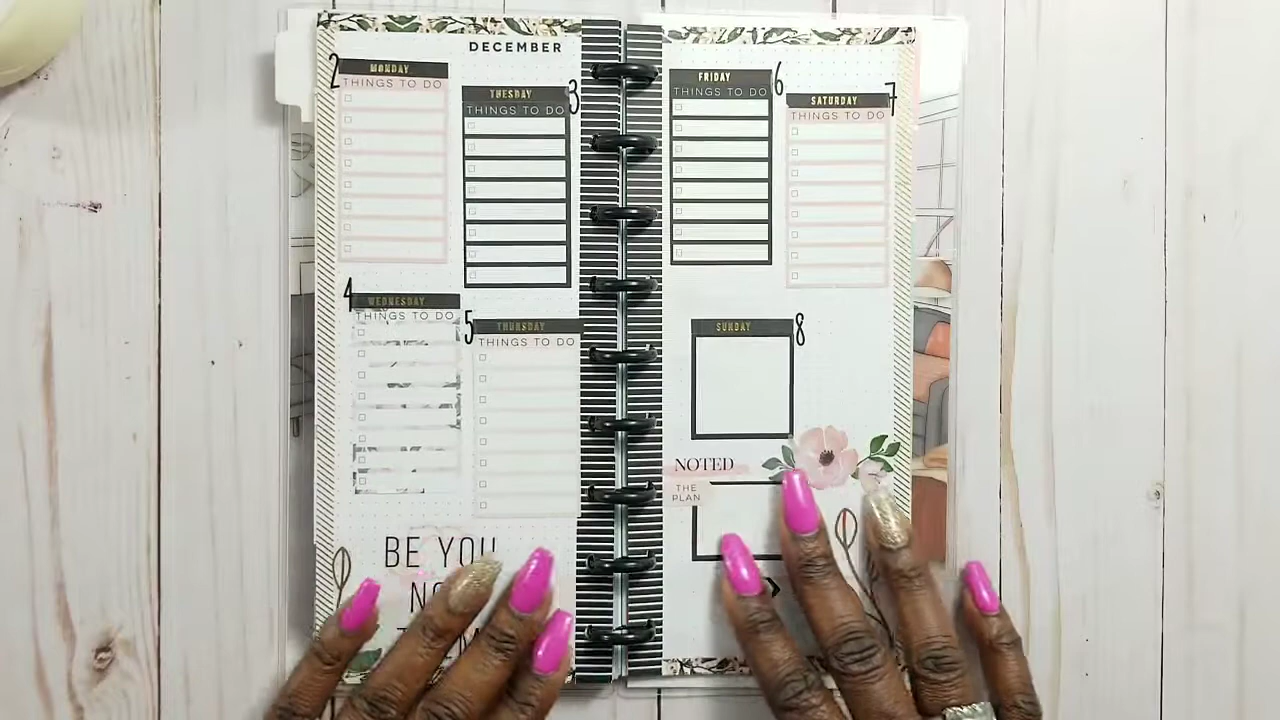 DECEMBER
2
MONDAY
THINGS TO DO
3
TUESDAY
THINGS TO DO
4
WEDNESDAY
THINGS TO DO
5
THURSDAY
THINGS TO DO
BE YOU
6
FRIDAY
THINGS TO DO
7
SATURDAY
THINGS TO DO
8
SUNDAY
NOTED
THE
PLAN